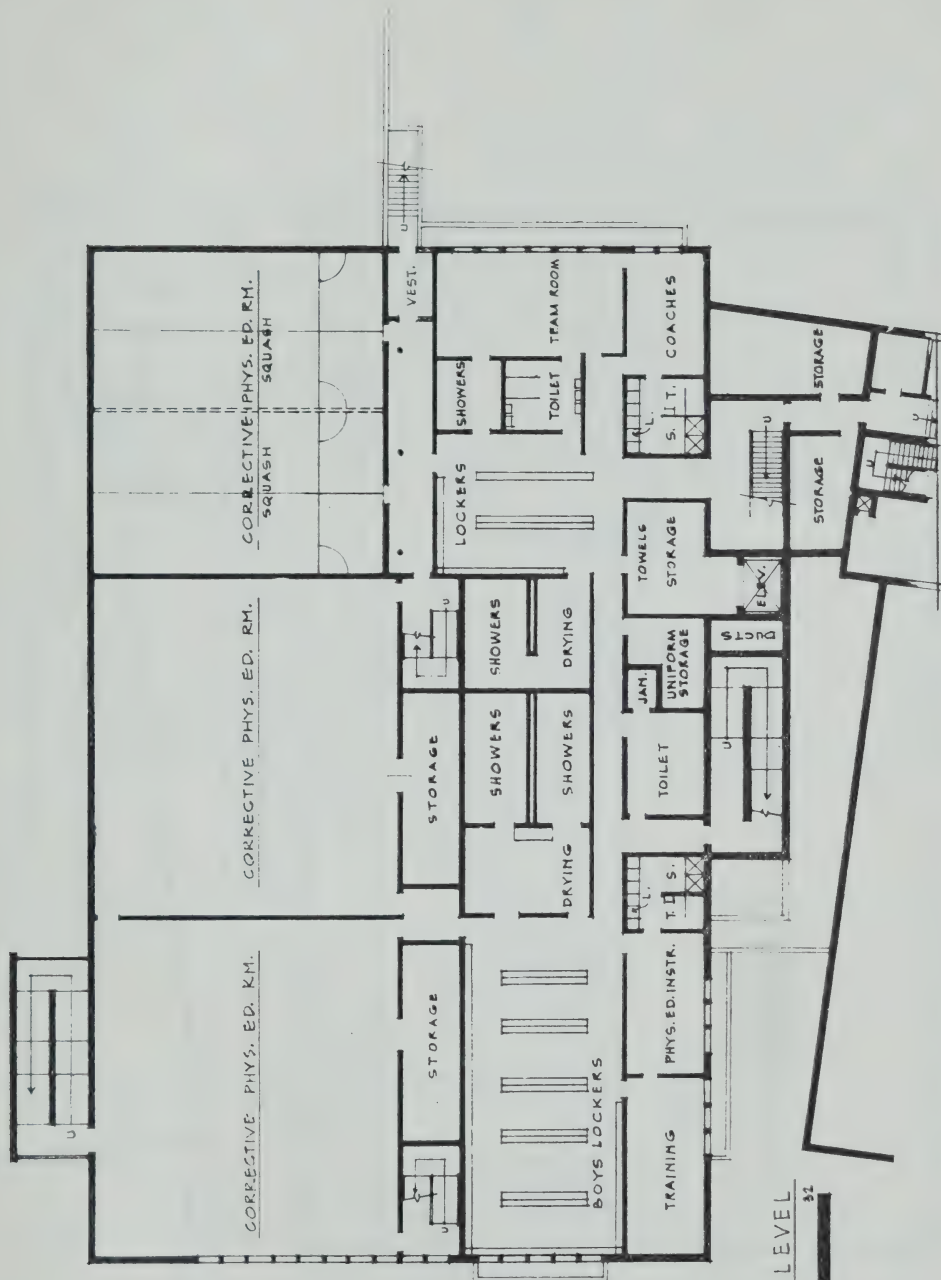 CORRECTIVE PHYS. ED. RM.
SQUASH SQUASH
CORRECTIVE PHYS. ED. RM.
CORRECTIVE PHYS. ED. RM.
U
VEST.
U
STORAGE
STORAGE
U
U
LOCKERS
SHOWERS
TEAM ROOM
TOILET
SHOWERS
DRYING
SHOWERS
SHOWERS
DRYING
BOYS LOCKERS
L.
S. T.
COACHES
TOWELS
STORAGE
JAN.
UNIFORM
STORAGE
TOILET
L.
T. S.
PHYS. ED. INSTR.
TRAINING
ELEV.
U
U
STORAGE
STORAGE
U
U
LEVEL
32